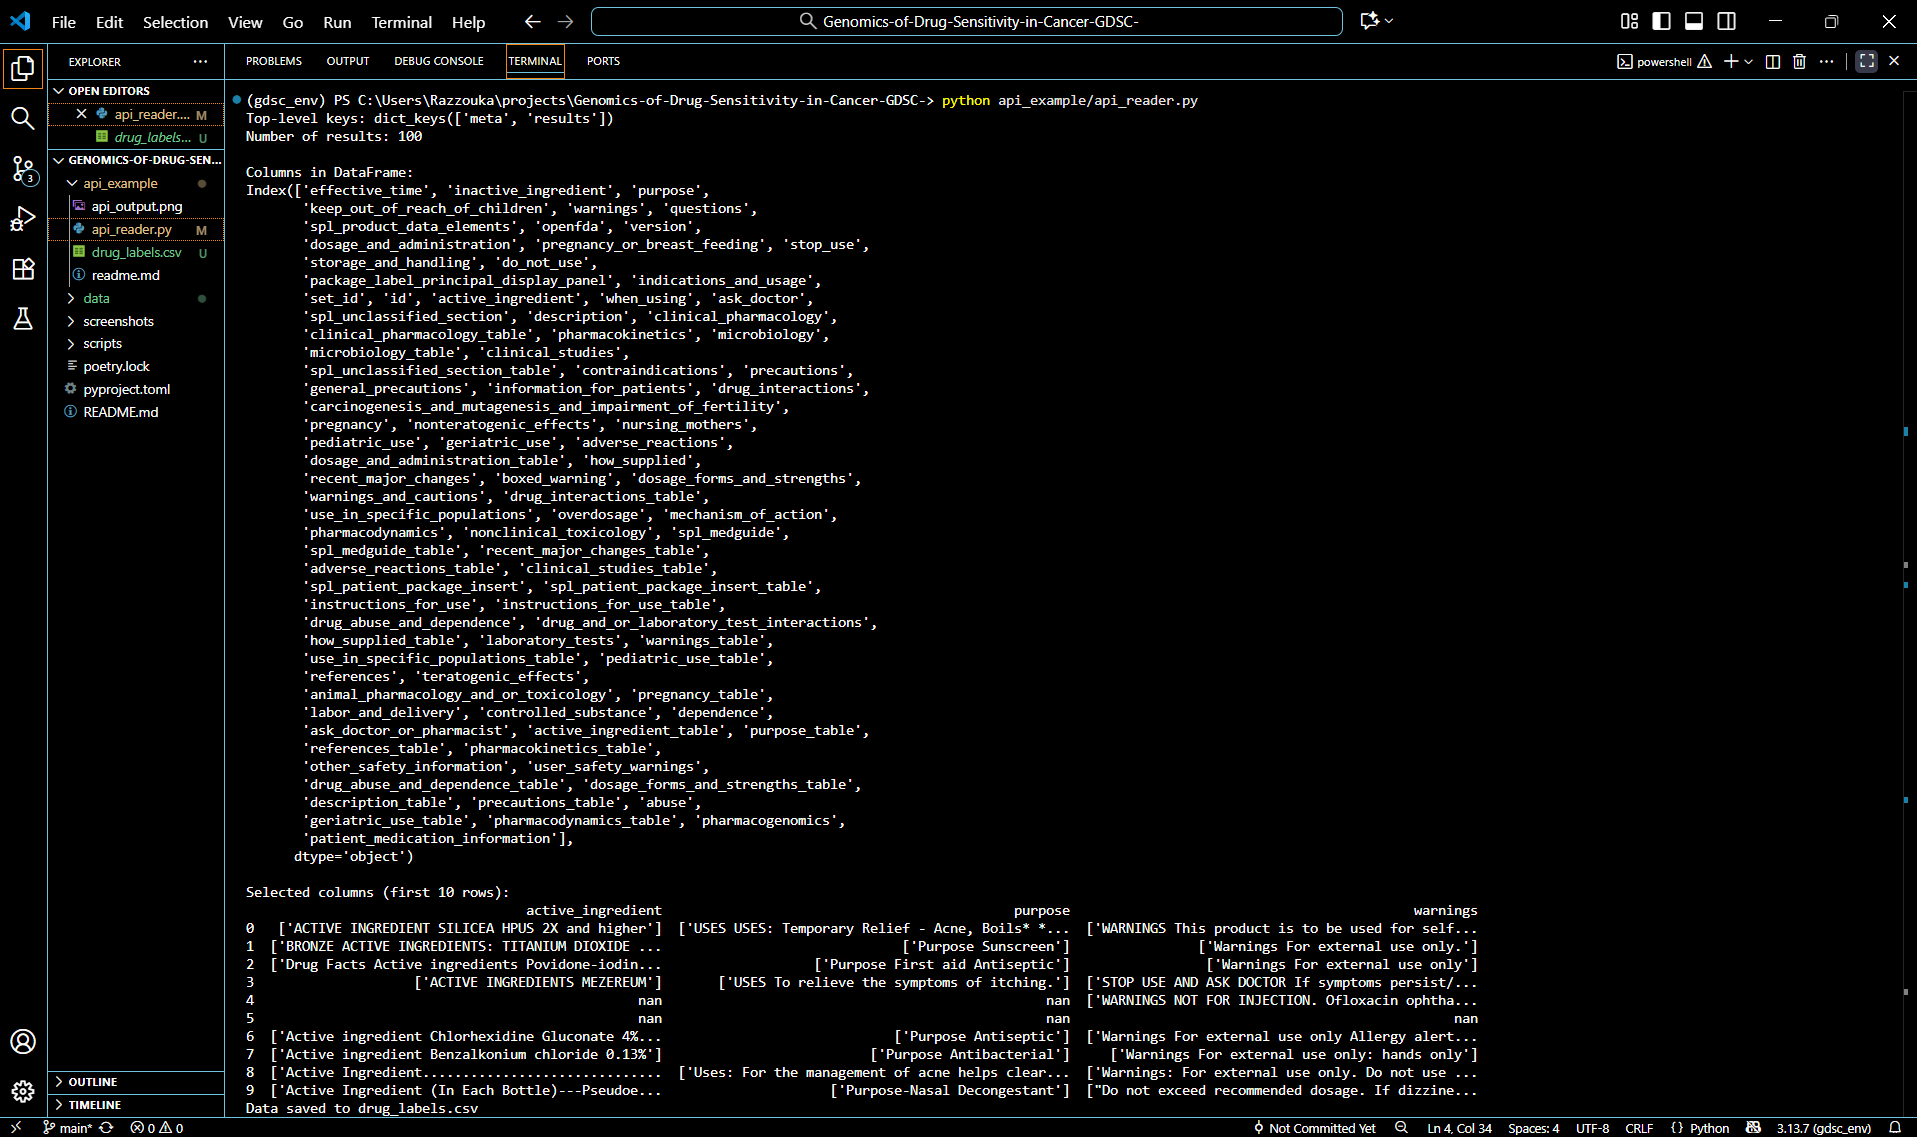 File Edit Selection View Go Run Terminal Help
Genomics-of-Drug-Sensitivity-in-Cancer-GDSC-
EXPLORER
OPEN EDITORS
api_reader.... M
drug_labels... U
GENOMICS-OF-DRUG-SEN...
api_example
api_output.png
api_reader.py M
drug_labels.csv U
readme.md
data
screenshots
scripts
poetry.lock
pyproject.toml
README.md
OUTLINE
TIMELINE
3
PROBLEMS OUTPUT DEBUG CONSOLE TERMINAL PORTS
powershell
(gdsc_env) PS C:\Users\Razzouka\projects\Genomics-of-Drug-Sensitivity-in-Cancer-GDSC-> python api_example/api_reader.py
Top-level keys: dict_keys(['meta', 'results'])
Number of results: 100
Columns in DataFrame:
Index(['effective_time', 'inactive_ingredient', 'purpose',
'keep_out_of_reach_of_children', 'warnings', 'questions',
'spl_product_data_elements', 'openfda', 'version',
'dosage_and_administration', 'pregnancy_or_breast_feeding', 'stop_use',
'storage_and_handling', 'do_not_use',
'package_label_principal_display_panel', 'indications_and_usage',
'set_id', 'id', 'active_ingredient', 'when_using', 'ask_doctor',
'spl_unclassified_section', 'description', 'clinical_pharmacology',
'clinical_pharmacology_table', 'pharmacokinetics', 'microbiology',
'microbiology_table', 'clinical_studies',
'spl_unclassified_section_table', 'contraindications', 'precautions',
'general_precautions', 'information_for_patients', 'drug_interactions',
'carcinogenesis_and_mutagenesis_and_impairment_of_fertility',
'pregnancy', 'nonteratogenic_effects', 'nursing_mothers',
'pediatric_use', 'geriatric_use', 'adverse_reactions',
'dosage_and_administration_table', 'how_supplied',
'recent_major_changes', 'boxed_warning', 'dosage_forms_and_strengths',
'warnings_and_cautions', 'drug_interactions_table',
'use_in_specific_populations', 'overdosage', 'mechanism_of_action',
'pharmacodynamics', 'nonclinical_toxicology', 'spl_medguide',
'spl_medguide_table', 'recent_major_changes_table',
'adverse_reactions_table', 'clinical_studies_table',
'spl_patient_package_insert', 'spl_patient_package_insert_table',
'instructions_for_use', 'instructions_for_use_table',
'drug_abuse_and_dependence', 'drug_and_or_laboratory_test_interactions',
'how_supplied_table', 'laboratory_tests', 'warnings_table',
'use_in_specific_populations_table', 'pediatric_use_table',
'references', 'teratogenic_effects',
'animal_pharmacology_and_or_toxicology', 'pregnancy_table',
'labor_and_delivery', 'controlled_substance', 'dependence',
'ask_doctor_or_pharmacist', 'active_ingredient_table', 'purpose_table',
'references_table', 'pharmacokinetics_table',
'other_safety_information', 'user_safety_warnings',
'drug_abuse_and_dependence_table', 'dosage_forms_and_strengths_table',
'description_table', 'precautions_table', 'abuse',
'geriatric_use_table', 'pharmacodynamics_table', 'pharmacogenomics',
'patient_medication_information'],
dtype='object')
Selected columns (first 10 rows):
active_ingredient purpose warnings
0 ['ACTIVE INGREDIENT SILICEA HPUS 2X and higher'] ['USES USES: Temporary Relief - Acne, Boils* *... ['WARNINGS This product is to be used for self...
1 ['BRONZE ACTIVE INGREDIENTS: TITANIUM DIOXIDE ... ['Purpose Sunscreen'] ['Warnings For external use only.']
2 ['Drug Facts Active ingredients Povidone-iodin... ['Purpose First aid Antiseptic'] ['Warnings For external use only']
3 ['ACTIVE INGREDIENTS MEZEREUM'] ['USES To relieve the symptoms of itching.'] ['STOP USE AND ASK DOCTOR If symptoms persist/...
4 nan nan ['WARNINGS NOT FOR INJECTION. Ofloxacin ophtha...
5 nan nan nan
6 ['Active ingredient Chlorhexidine Gluconate 4%... ['Purpose Antiseptic'] ['Warnings For external use only Allergy alert...
7 ['Active ingredient Benzalkonium chloride 0.13%'] ['Purpose Antibacterial'] ['Warnings For external use only: hands only']
8 ['Active Ingredient.............................. ['Uses: For the management of acne helps clear... ['Warnings: For external use only. Do not use ...
9 ['Active Ingredient (In Each Bottle)---Pseudoe... ['Purpose-Nasal Decongestant'] ["Do not exceed recommended dosage. If dizzine...
Data saved to drug_labels.csv
main* 0 0 Not Committed Yet Ln 4, Col 34 Spaces: 4 UTF-8 CRLF {} Python 3.13.7 (gdsc_env)